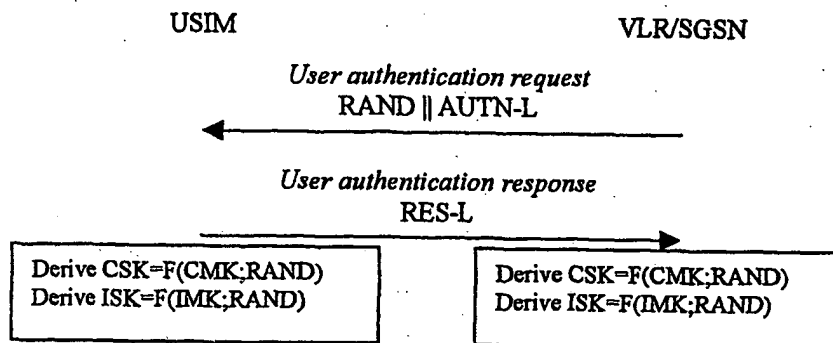 USIM
VLR/SGSN
User authentication request
RAND || AUTN-L
User authentication response
RES-L
Derive CSK=F(CMK;RAND)
Derive ISK=F(IMK;RAND)
Derive CSK=F(CMK;RAND)
Derive ISK=F(IMK;RAND)